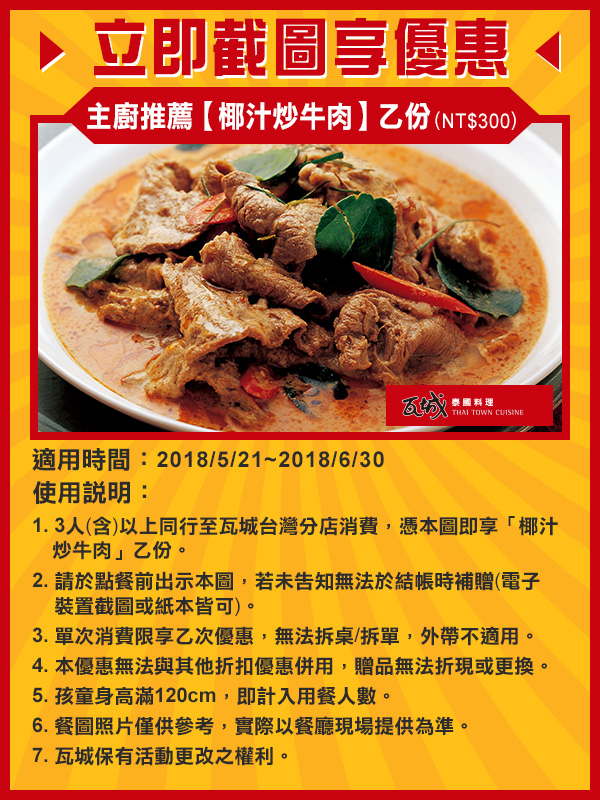 立即截圖享優惠
主廚推薦【椰汁炒牛肉】乙份(NT$300)
瓦城 泰國料理
THAI TOWN CUISINE
適用時間：2018/5/21~2018/6/30
使用説明：
1. 3人(含)以上同行至瓦城台灣分店消費，憑本圖即享「椰汁
炒牛肉」乙份。
2. 請於點餐前出示本圖，若未告知無法於結帳時補贈(電子
裝置截圖或紙本皆可)。
3. 單次消費限享乙次優惠，無法拆桌/拆單，外帶不適用。
4. 本優惠無法與其他折扣優惠併用，贈品無法折現或更換。
5. 孩童身高滿120cm，即計入用餐人數。
6. 餐圖照片僅供參考，實際以餐廳現場提供為準。
7. 瓦城保有活動更改之權利。